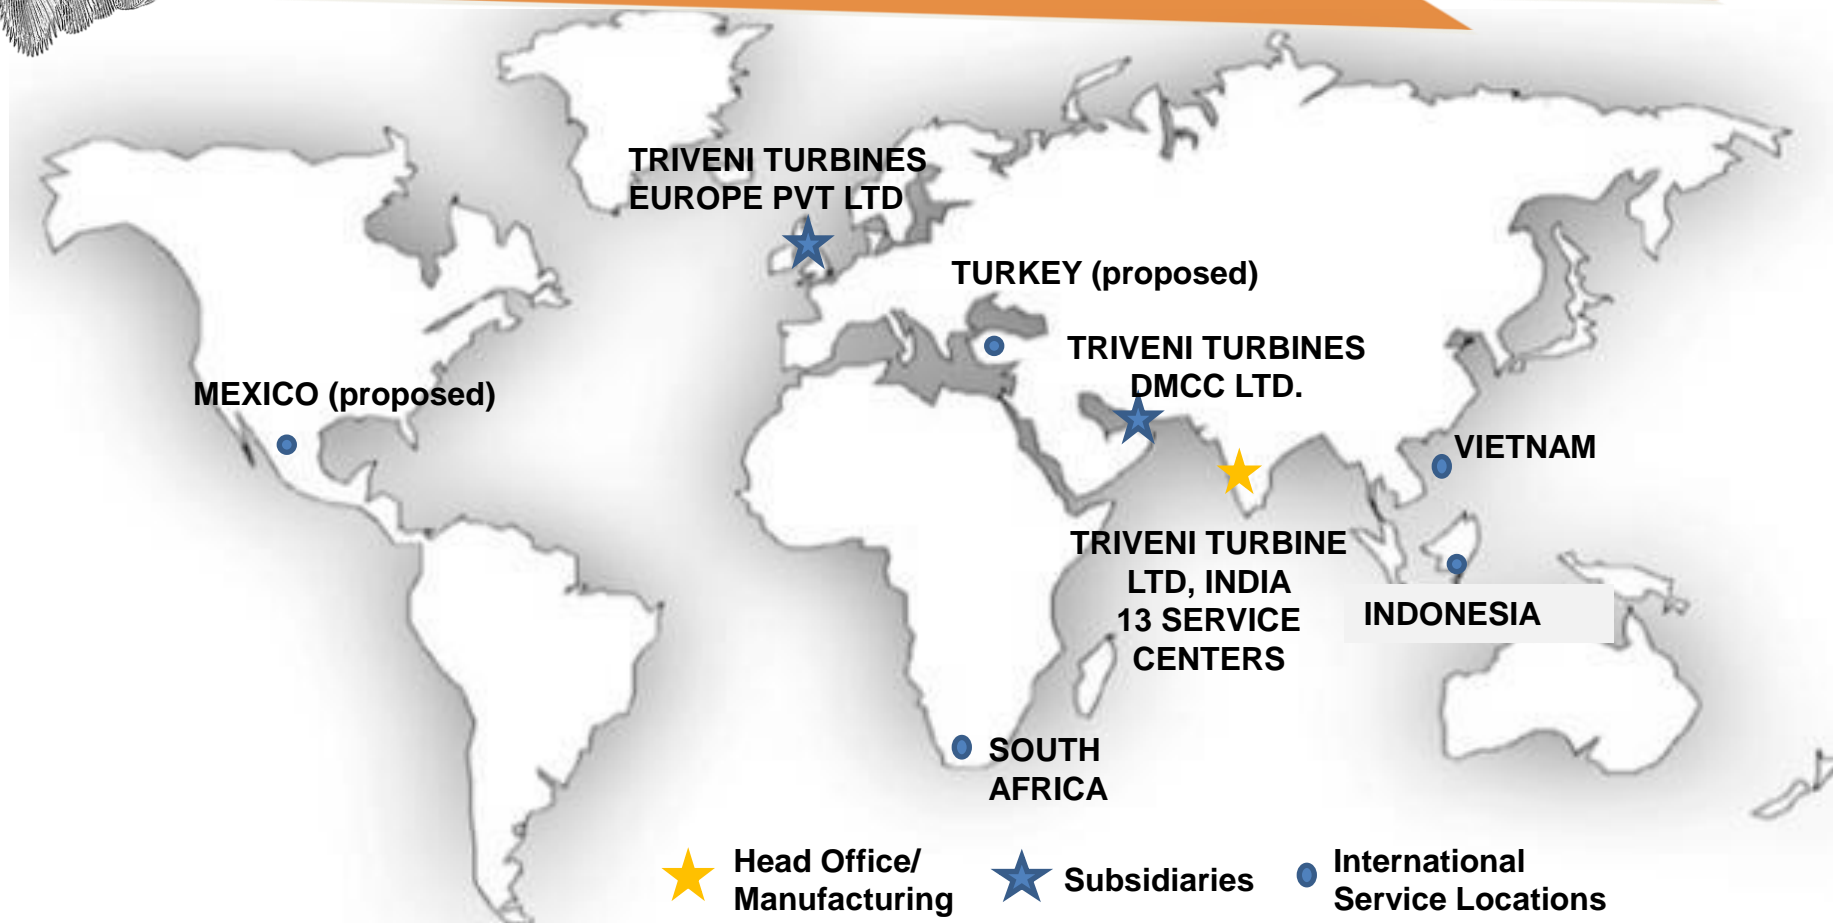 TRIVENI TURBINES
EUROPE PVT LTD
TURKEY (proposed)
TRIVENI TURBINES
DMCC LTD.
MEXICO (proposed)
VIETNAM
TRIVENI TURBINE
LTD, INDIA
13 SERVICE
CENTERS
INDONESIA
SOUTH
AFRICA
Head Office/
Manufacturing
Subsidiaries
International
Service Locations